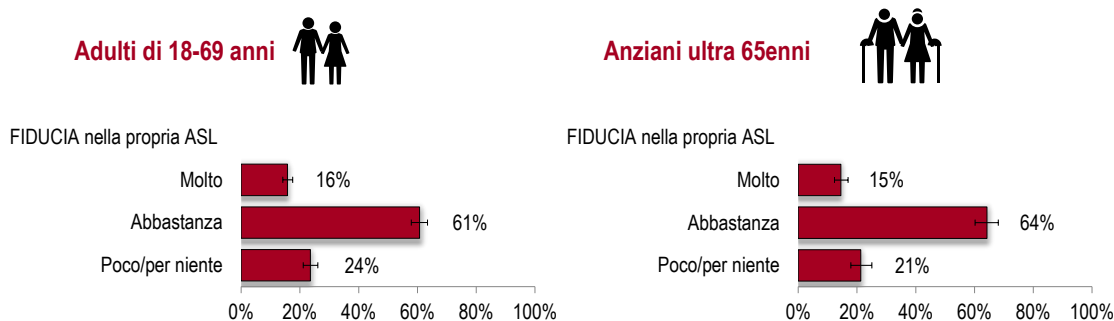 Adulti di 18-69 anni
FIDUCIA nella propria ASL
Molto 16%
Abbastanza 61%
Poco/per niente 24%
0% 20% 40% 60% 80% 100%
Anziani ultra 65enni
FIDUCIA nella propria ASL
Molto 15%
Abbastanza 64%
Poco/per niente 21%
0% 20% 40% 60% 80% 100%